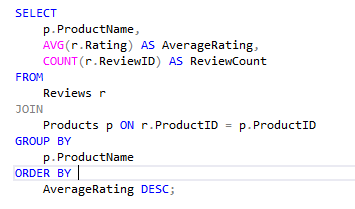 SELECT
p.ProductName,
AVG(r.Rating) AS AverageRating,
COUNT(r.ReviewID) AS ReviewCount
FROM
Reviews r
JOIN
Products p ON r.ProductID = p.ProductID
GROUP BY
p.ProductName
ORDER BY
AverageRating DESC;